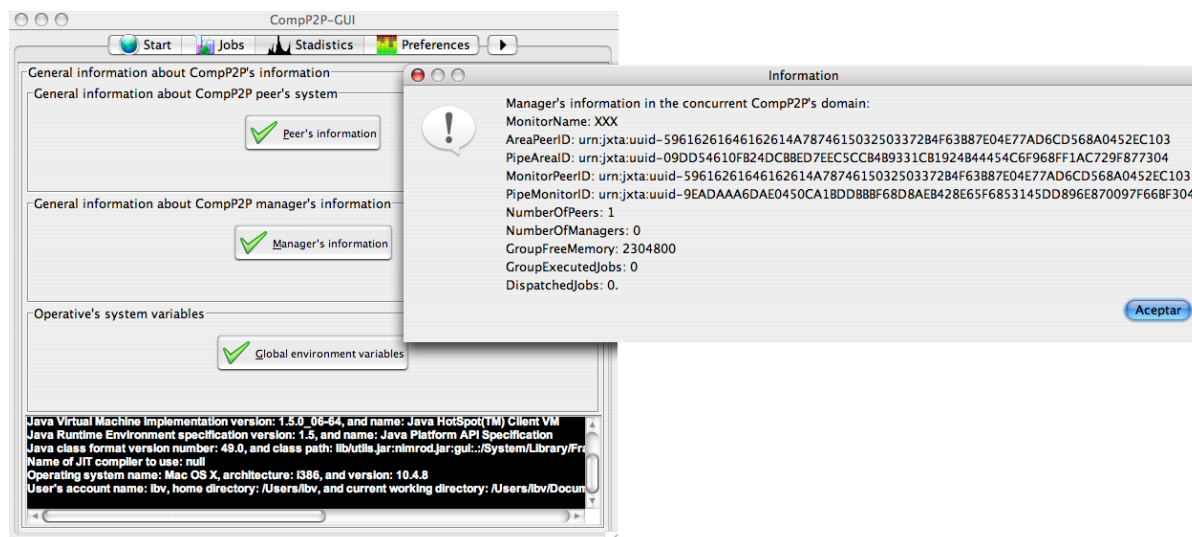 CompP2P-GUI
Start Jobs Stadistics Preferences
General information about CompP2P's information
General information about CompP2P peer's system
Peer's information
General information about CompP2P manager's information
Manager's information
Operative's system variables
Global environment variables
Java Virtual Machine implementation version: 1.5.0_06-64, and name: Java HotSpot(TM) Client VM
Java Runtime Environment specification version: 1.5, and name: Java Platform API Specification
Java class format version number: 49.0, and class path: lib/utils.jar:nimrod.jar:gui:.:/System/Library/Fra
Name of JIT compiler to use: null
Operating system name: Mac OS X, architecture: i386, and version: 10.4.8
User's account name: lbv, home directory: /Users/lbv, and current working directory: /Users/lbv/Docum
Information
Manager's information in the concurrent CompP2P's domain:
MonitorName: XXX
AreaPeerID: urn:jxta:uuid-59616261646162614A7874615032503372B4F63B87E04E77AD6CD568A0452EC103
PipeAreaID: urn:jxta:uuid-09DD54610FB24DCBBED7EEC5CCB4B9331CB1924B44454C6F968FF1AC729F877304
MonitorPeerID: urn:jxta:uuid-59616261646162614A7874615032503372B4F63B87E04E77AD6CD568A0452EC103
PipeMonitorID: urn:jxta:uuid-9EADAAA6DAE0450CA1BDDBBBF68D8AEB428E65F6853145DD896E870097F66BF304
NumberOfPeers: 1
NumberOfManagers: 0
GroupFreeMemory: 2304800
GroupExecutedJobs: 0
DispatchedJobs: 0.
Aceptar